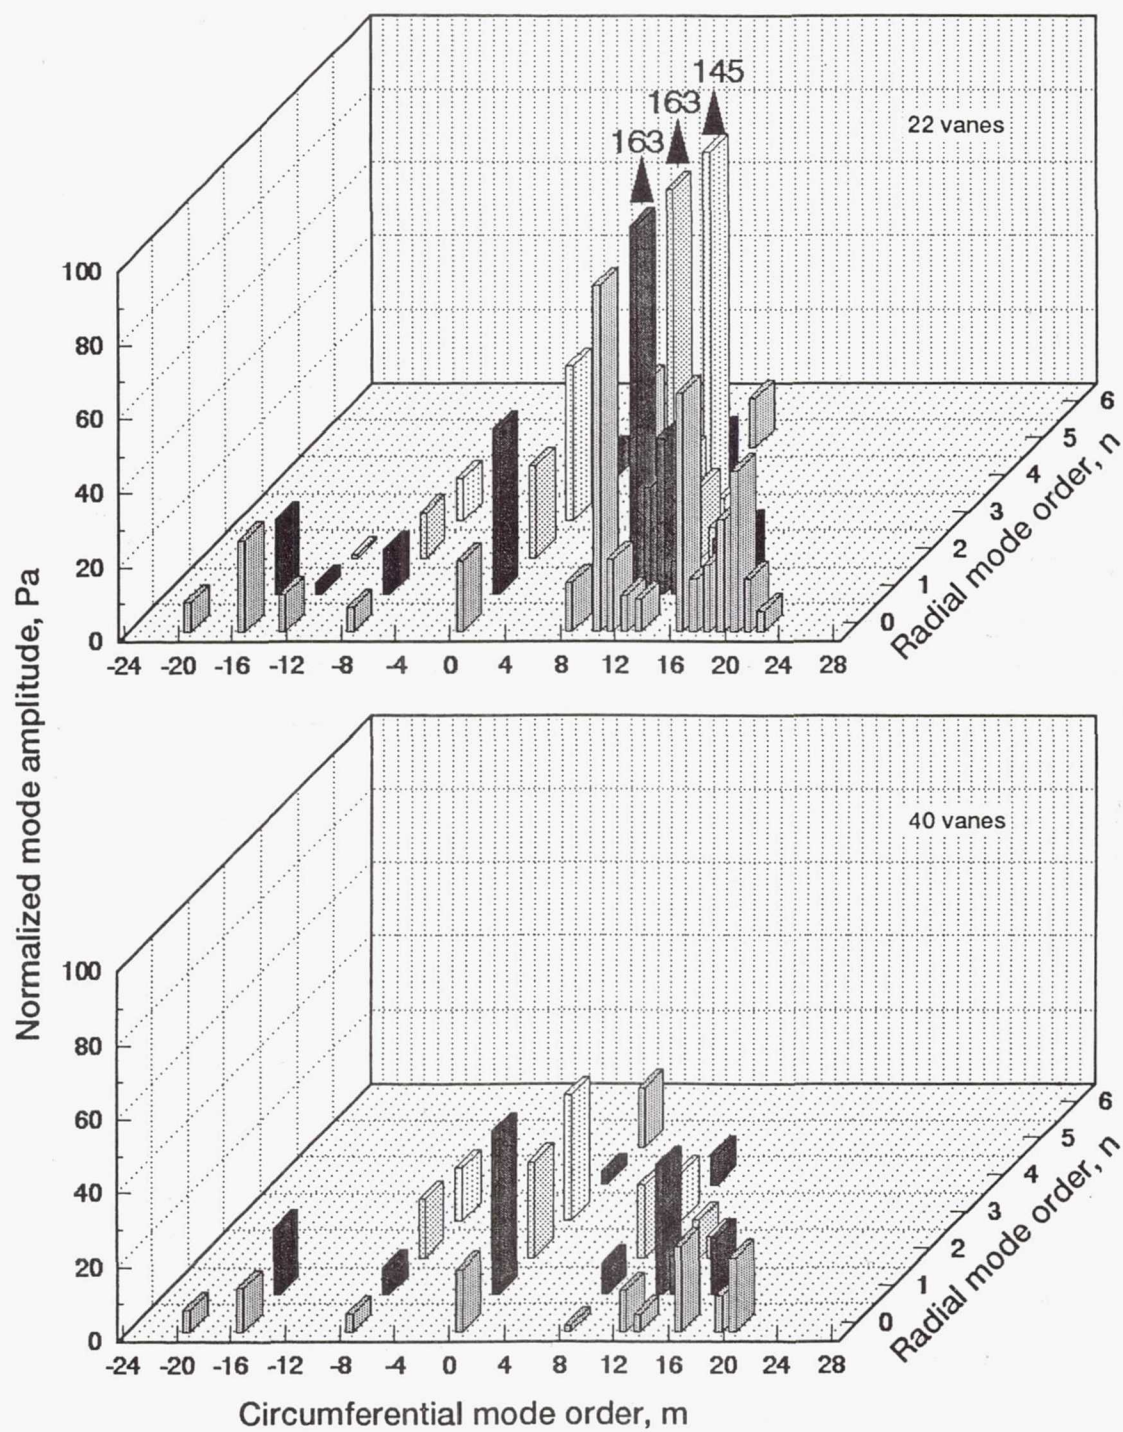 145
163
163
22 vanes
100
80
60
40
20
0
-24 -20 -16 -12 -8 -4 0 4 8 12 16 20 24 28
0 1 2 3 4 5 6
Radial mode order, n
Normalized mode amplitude, Pa
40 vanes
100
80
60
40
20
0
-24 -20 -16 -12 -8 -4 0 4 8 12 16 20 24 28
0 1 2 3 4 5 6
Radial mode order, n
Circumferential mode order, m